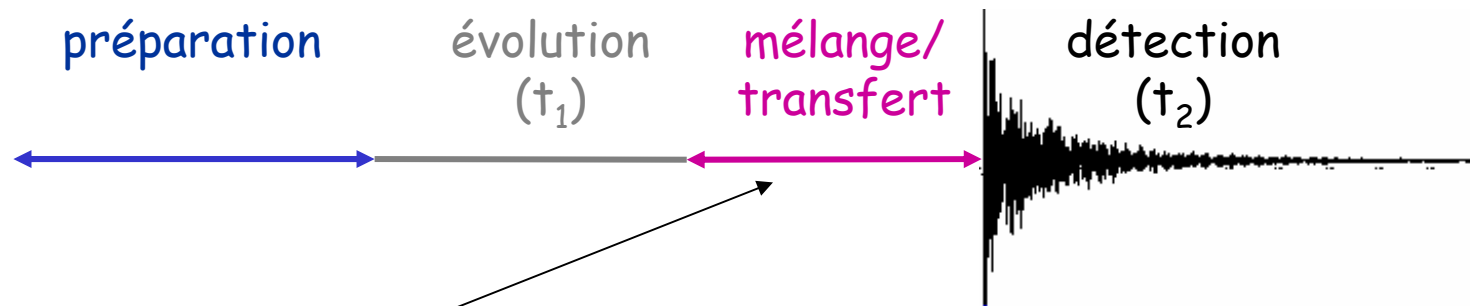 préparation
évolution
(t₁)
mélange/
transfert
détection
(t₂)